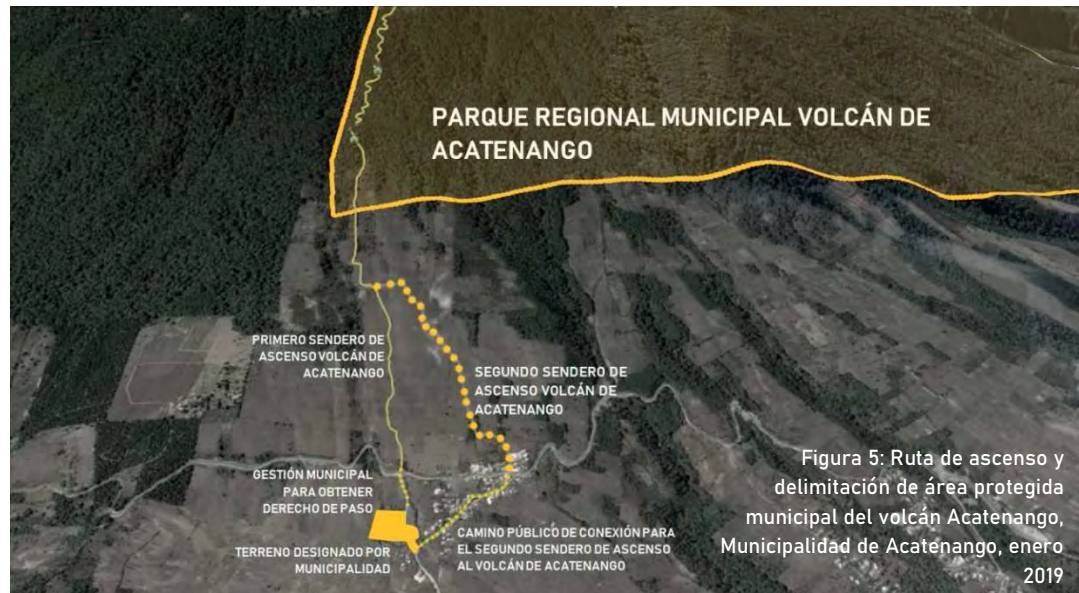 PARQUE REGIONAL MUNICIPAL VOLCÁN DE
ACATENANGO
PRIMERO SENDERO DE
ASCENSO VOLCÁN DE
ACATENANGO
SEGUNDO SENDERO DE
ASCENSO VOLCÁN DE
ACATENANGO
GESTIÓN MUNICIPAL
PARA OBTENER
DERECHO DE PASO
TERRENO DESIGNADO POR
MUNICIPALIDAD
CAMINO PÚBLICO DE CONEXIÓN PARA
EL SEGUNDO SENDERO DE ASCENSO
AL VOLCÁN DE ACATENANGO
Figura 5: Ruta de ascenso y
delimitación de área protegida
municipal del volcán Acatenango,
Municipalidad de Acatenango, enero
2019